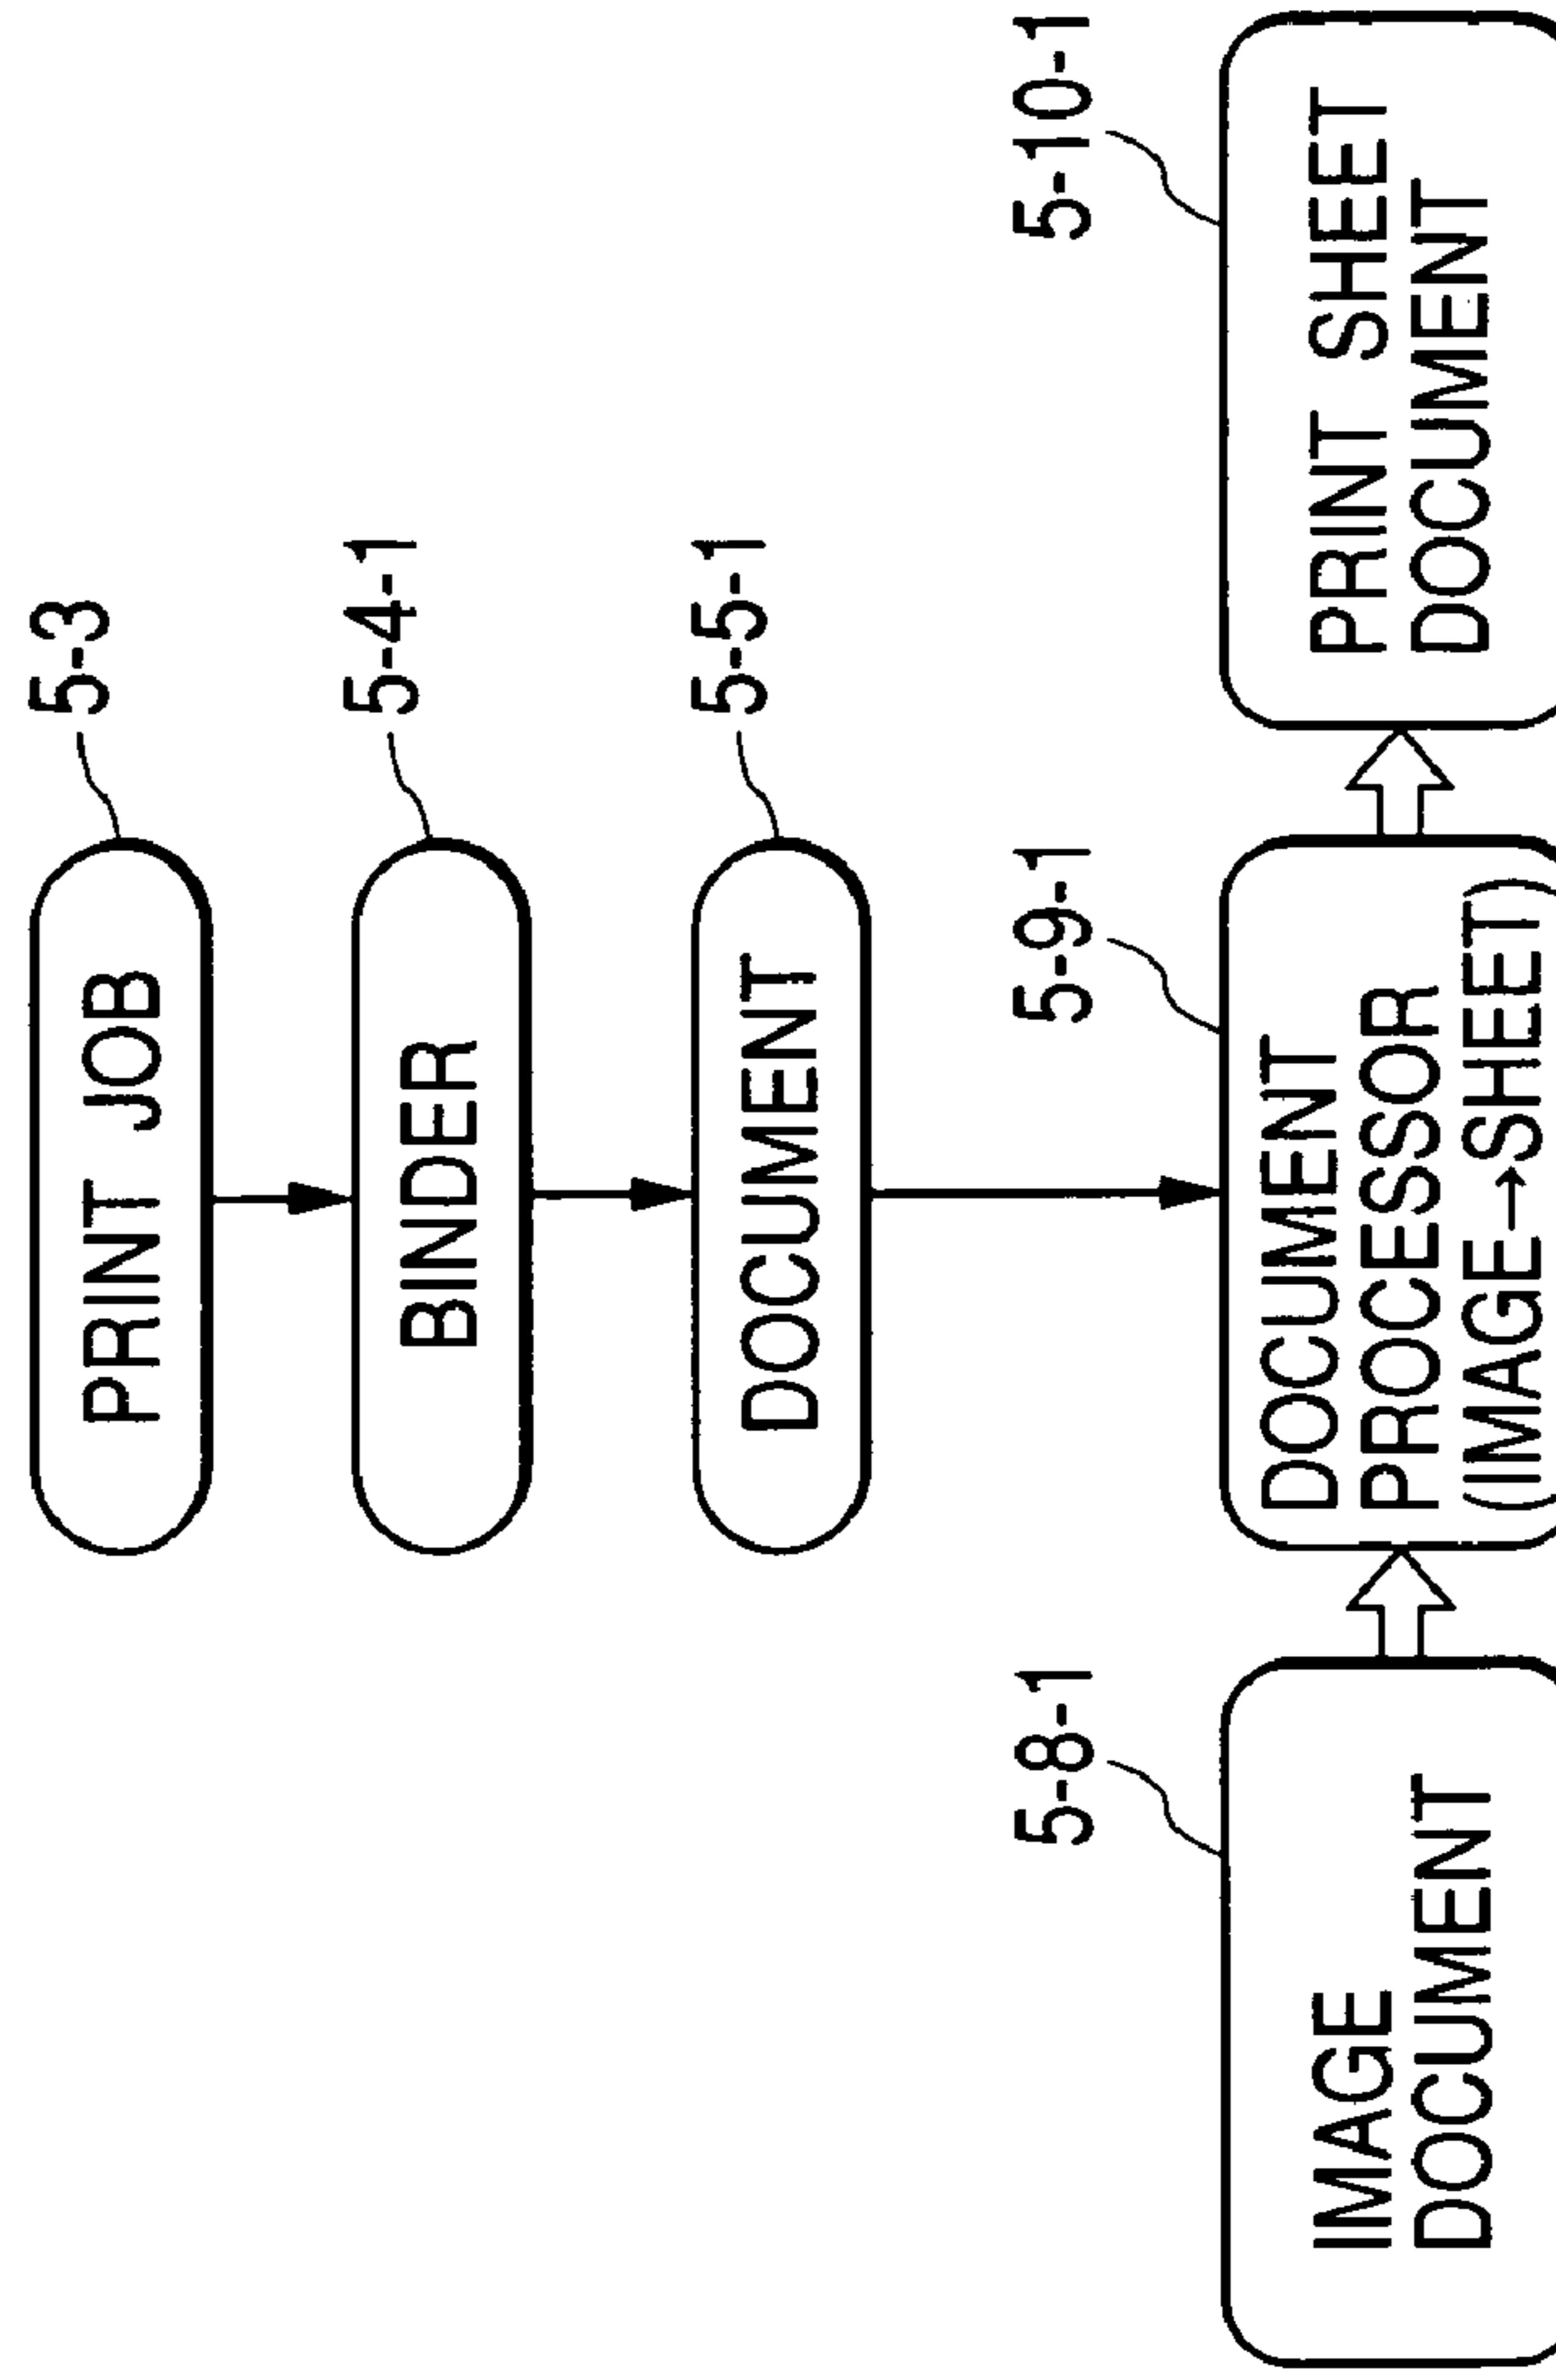 5-3
PRINT JOB
5-4-1
BINDER
5-5-1
DOCUMENT
5-8-1
IMAGE
DOCUMENT
5-9-1
DOCUMENT
PROCESSOR
(IMAGE→SHEET)
5-10-1
PRINT SHEET
DOCUMENT